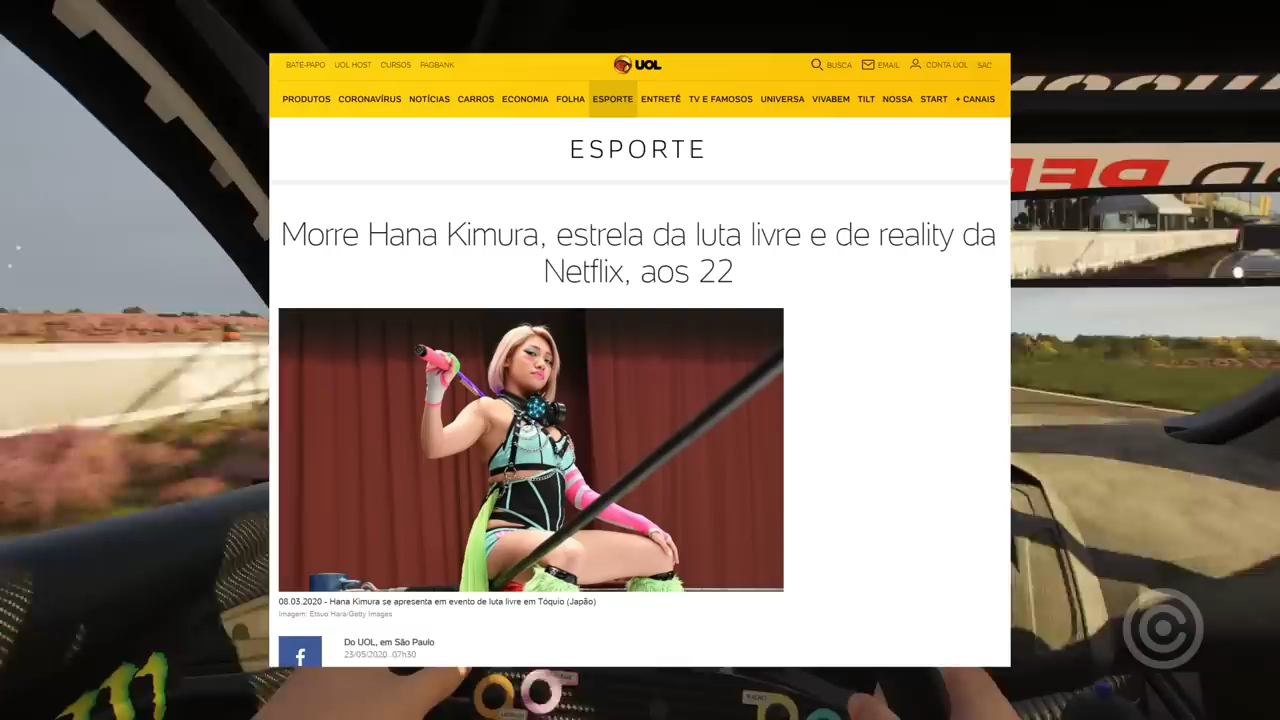 BATE-PAPO UOL HOST CURSOS PAGBANK UOL BUSCA EMAIL CONTA UOL SAC
PRODUTOS CORONAVÍRUS NOTÍCIAS CARROS ECONOMIA FOLHA ESPORTE ENTRETÊ TV E FAMOSOS UNIVERSA VIVABEM TILT NOSSA START + CANAIS
ESPORTE
Morre Hana Kimura, estrela da luta livre e de reality da
Netflix, aos 22
08.03.2020 - Hana Kimura se apresenta em evento de luta livre em Tóquio (Japão)
Imagem: Etsuo Hara/Getty Images
f
Do UOL, em São Paulo
23/05/2020 07h30